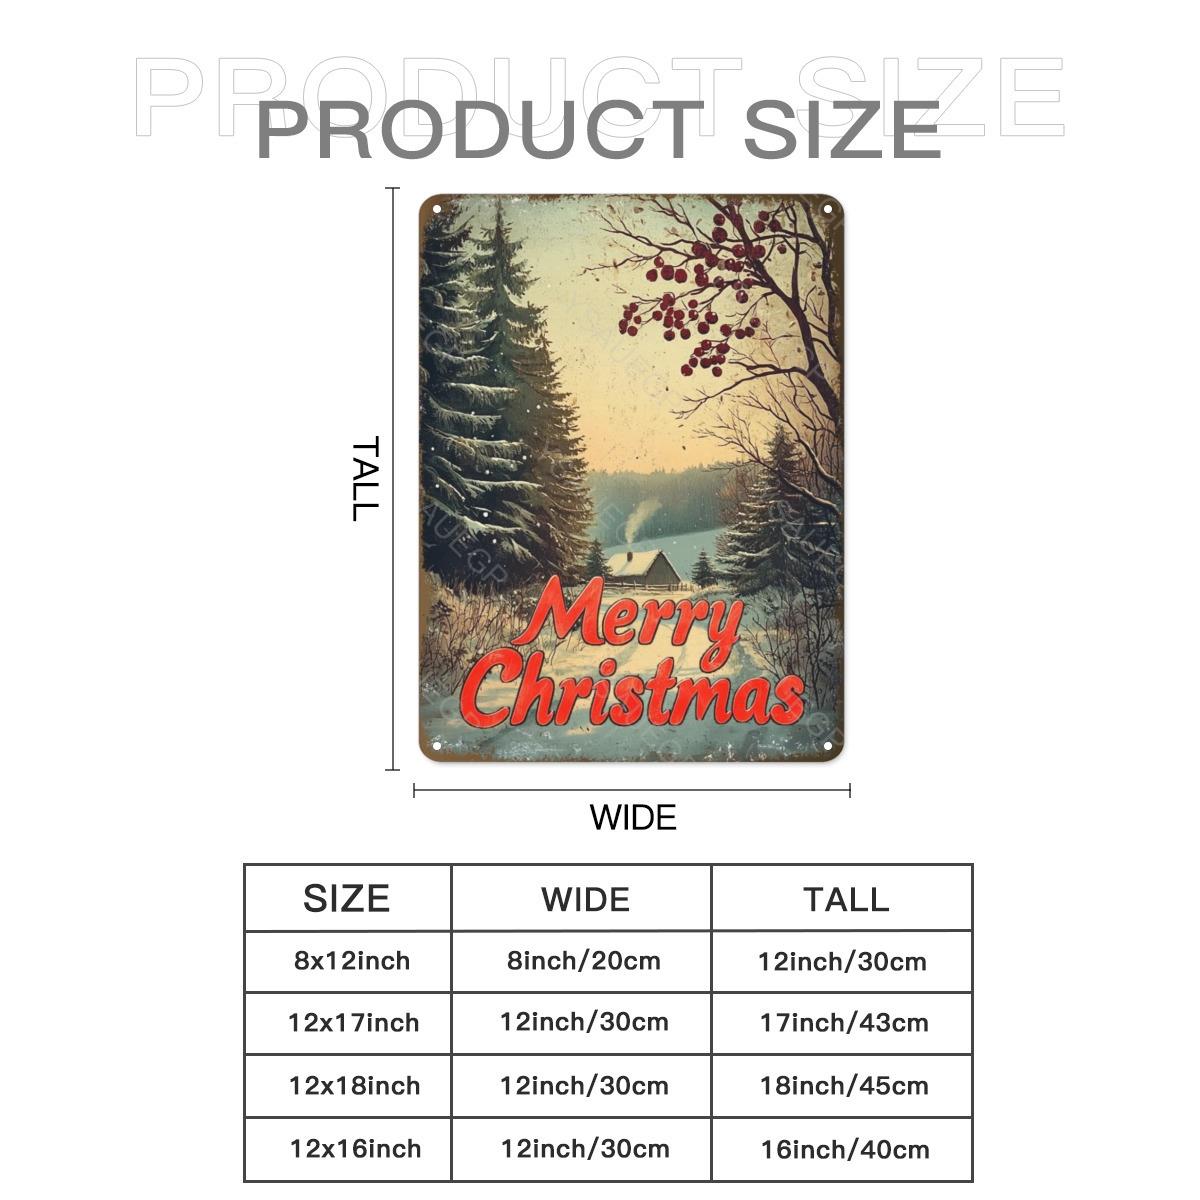 PRODUCT SIZE
PRODUCT SIZE
TALL
Merry
Christmas
WIDE
SIZE WIDE TALL
8x12inch 8inch/20cm 12inch/30cm
12x17inch 12inch/30cm 17inch/43cm
12x18inch 12inch/30cm 18inch/45cm
12x16inch 12inch/30cm 16inch/40cm